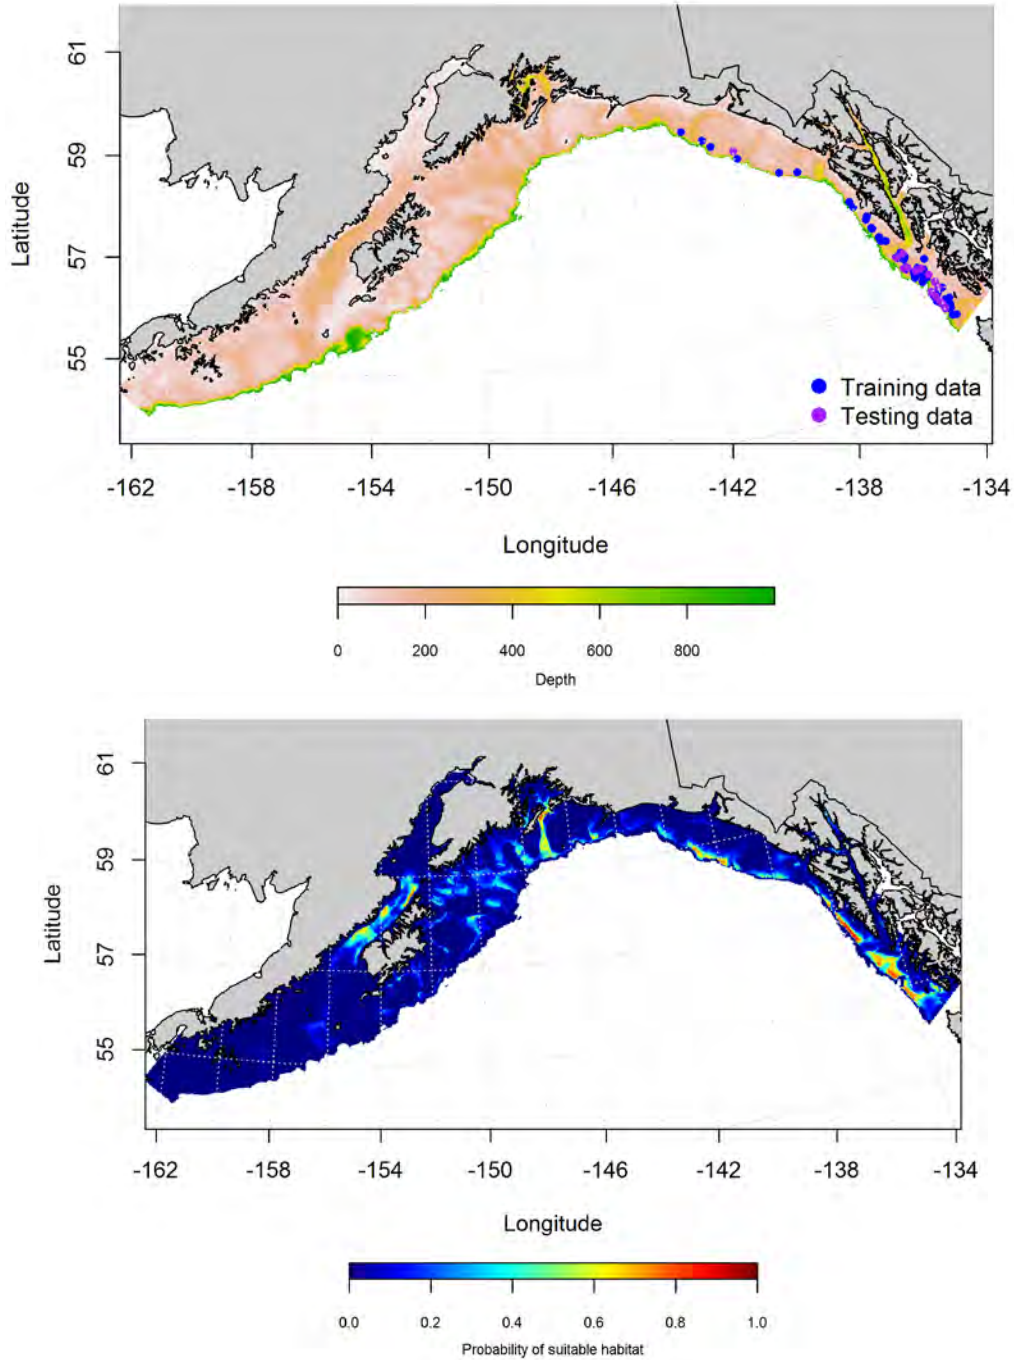 61
59
57
55
Latitude
Training data
Testing data
-162 -158 -154 -150 -146 -142 -138 -134
Longitude
0 200 400 600 800
Depth
61
59
57
55
Latitude
-162 -158 -154 -150 -146 -142 -138 -134
Longitude
0.0 0.2 0.4 0.6 0.8 1.0
Probability of suitable habitat